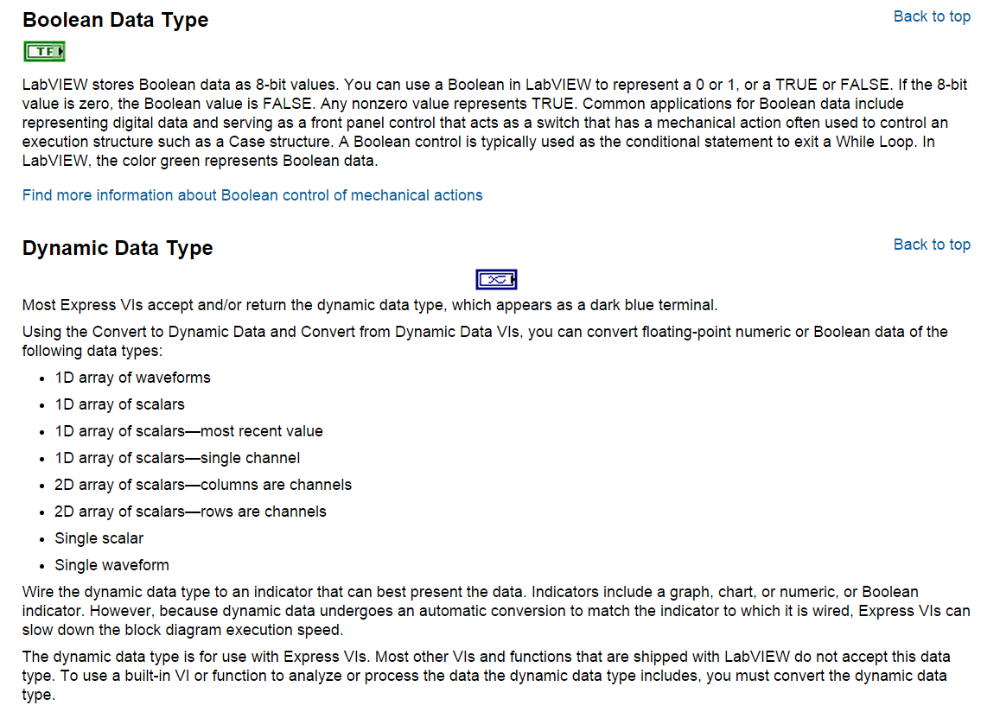 Boolean Data Type
Back to top
TF
LabVIEW stores Boolean data as 8-bit values. You can use a Boolean in LabVIEW to represent a 0 or 1, or a TRUE or FALSE. If the 8-bit
value is zero, the Boolean value is FALSE. Any nonzero value represents TRUE. Common applications for Boolean data include
representing digital data and serving as a front panel control that acts as a switch that has a mechanical action often used to control an
execution structure such as a Case structure. A Boolean control is typically used as the conditional statement to exit a While Loop. In
LabVIEW, the color green represents Boolean data.
Find more information about Boolean control of mechanical actions
Dynamic Data Type
Back to top
Most Express VIs accept and/or return the dynamic data type, which appears as a dark blue terminal.
Using the Convert to Dynamic Data and Convert from Dynamic Data VIs, you can convert floating-point numeric or Boolean data of the
following data types:
• 1D array of waveforms
• 1D array of scalars
• 1D array of scalars—most recent value
• 1D array of scalars—single channel
• 2D array of scalars—columns are channels
• 2D array of scalars—rows are channels
• Single scalar
• Single waveform
Wire the dynamic data type to an indicator that can best present the data. Indicators include a graph, chart, or numeric, or Boolean
indicator. However, because dynamic data undergoes an automatic conversion to match the indicator to which it is wired, Express VIs can
slow down the block diagram execution speed.
The dynamic data type is for use with Express VIs. Most other VIs and functions that are shipped with LabVIEW do not accept this data
type. To use a built-in VI or function to analyze or process the data the dynamic data type includes, you must convert the dynamic data
type.